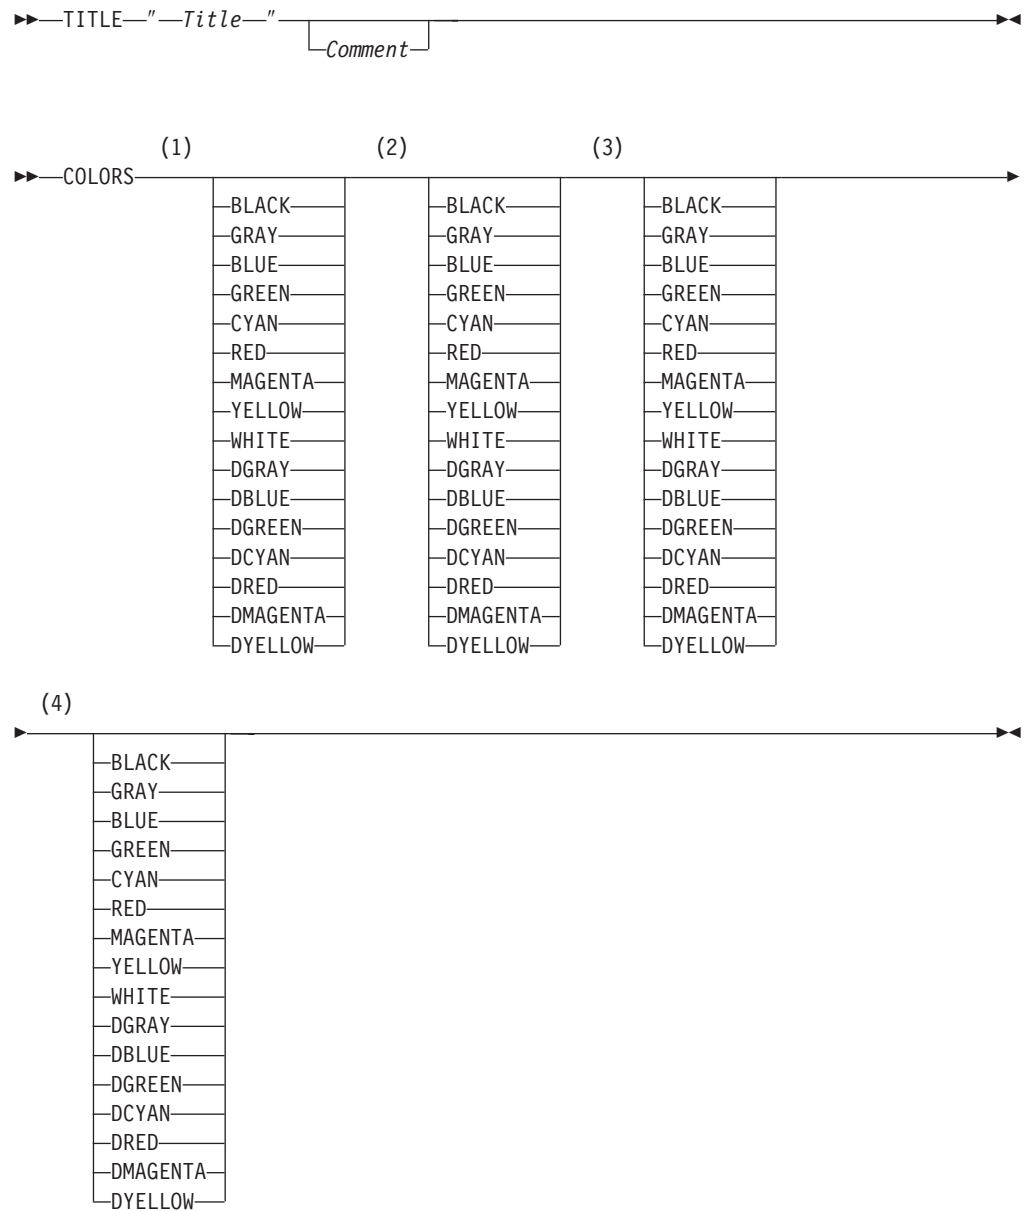 TITLE " Title "
Comment
(1) (2) (3)
COLORS
BLACK BLACK BLACK
GRAY GRAY GRAY
BLUE BLUE BLUE
GREEN GREEN GREEN
CYAN CYAN CYAN
RED RED RED
MAGENTA MAGENTA MAGENTA
YELLOW YELLOW YELLOW
WHITE WHITE WHITE
DGRAY DGRAY DGRAY
DBLUE DBLUE DBLUE
DGREEN DGREEN DGREEN
DCYAN DCYAN DCYAN
DRED DRED DRED
DMAGENTA DMAGENTA DMAGENTA
DYELLOW DYELLOW DYELLOW
(4)
BLACK
GRAY
BLUE
GREEN
CYAN
RED
MAGENTA
YELLOW
WHITE
DGRAY
DBLUE
DGREEN
DCYAN
DRED
DMAGENTA
DYELLOW